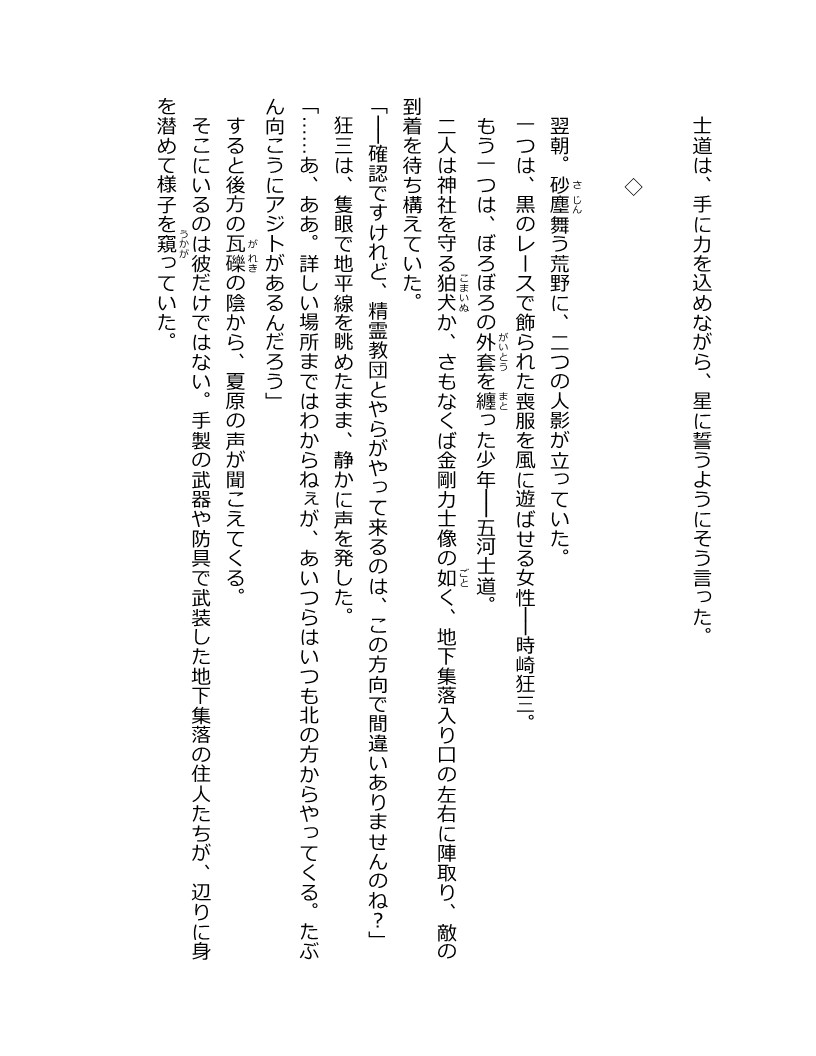 士道は、手に力を込めながら、星に誓うようにそう言った。
◇
翌朝。砂塵舞う荒野に、二つの人影が立っていた。
一つは、黒のレースで飾られた喪服を風に遊ばせる女性──時崎狂三。
もう一つは、ぼろぼろの外套を纏った少年──五河士道。
二人は神社を守る狛犬か、さもなくば金剛力士像の如く、地下集落入り口の左右に陣取り、敵の
到着を待ち構えていた。
「──確認ですけれど、精霊教団とやらがやって来るのは、この方向で間違いありませんのね？」
狂三は、隻眼で地平線を眺めたまま、静かに声を発した。
「……あ、ああ。詳しい場所まではわからねぇが、あいつらはいつも北の方からやってくる。たぶ
ん向こうにアジトがあるんだろう」
すると後方の瓦礫の陰から、夏原の声が聞こえてくる。
そこにいるのは彼だけではない。手製の武器や防具で武装した地下集落の住人たちが、辺りに身
を潜めて様子を窺っていた。